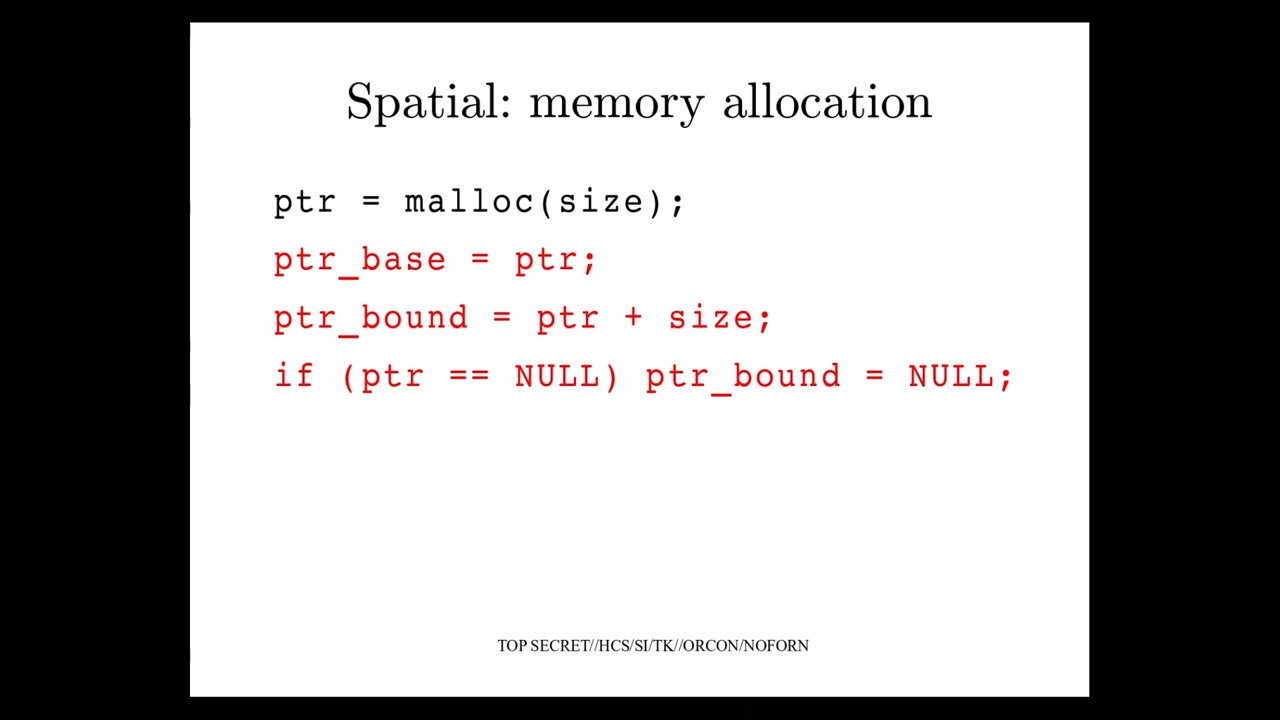 Spatial: memory allocation
ptr = malloc(size);
ptr_base = ptr;
ptr_bound = ptr + size;
if (ptr == NULL) ptr_bound = NULL;
TOP SECRET//HCS/SI/TK//ORCON/NOFORN